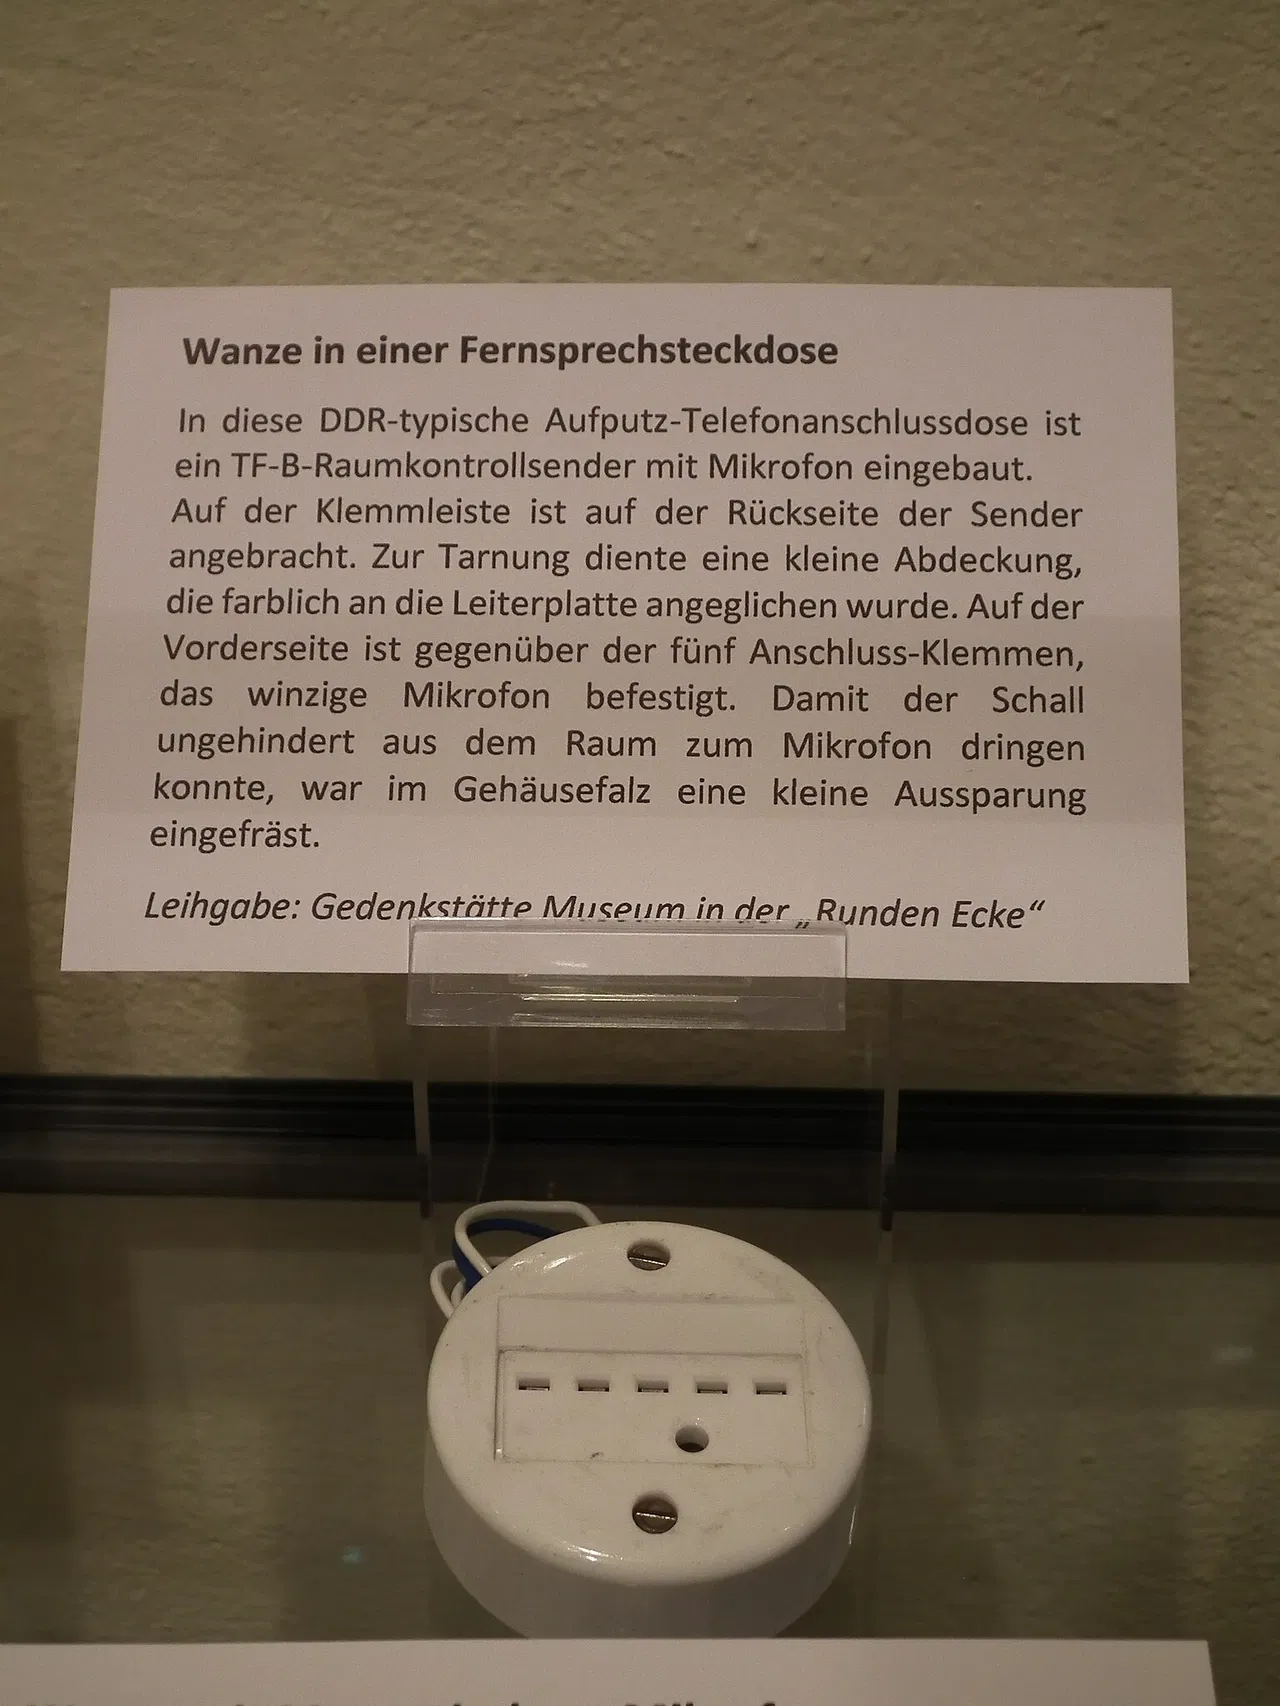 Wanze in einer Fernsprechsteckdose
In diese DDR-typische Aufputz-Telefonanschlussdose ist
ein TF-B-Raumkontrollsender mit Mikrofon eingebaut.
Auf der Klemmleiste ist auf der Rückseite der Sender
angebracht. Zur Tarnung diente eine kleine Abdeckung,
die farblich an die Leiterplatte angeglichen wurde. Auf der
Vorderseite ist gegenüber der fünf Anschluss-Klemmen,
das winzige Mikrofon befestigt. Damit der Schall
ungehindert aus dem Raum zum Mikrofon dringen
konnte, war im Gehäusefalz eine kleine Aussparung
eingefräst.
Leihgabe: Gedenkstätte Museum in der „Runden Ecke“